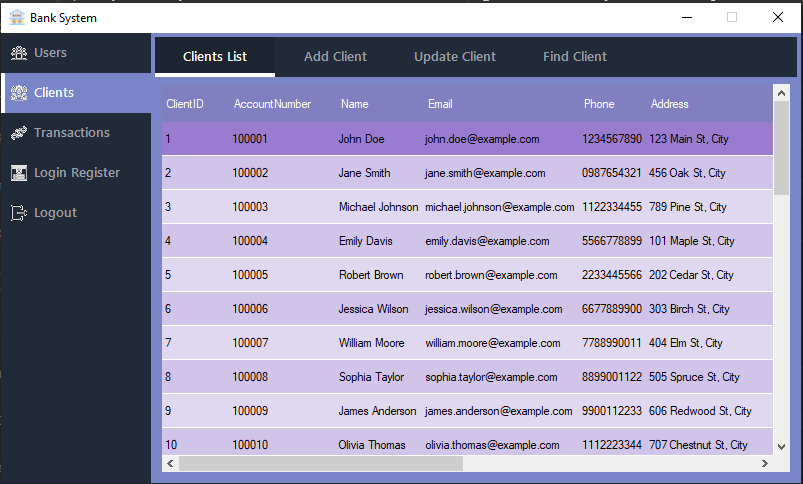 Bank System
Users
Clients
Transactions
Login Register
Logout
Clients List Add Client Update Client Find Client
ClientID AccountNumber Name Email Phone Address
1 100001 John Doe john.doe@example.com 1234567890 123 Main St, City
2 100002 Jane Smith jane.smith@example.com 0987654321 456 Oak St, City
3 100003 Michael Johnson michael.johnson@example.com 1122334455 789 Pine St, City
4 100004 Emily Davis emily.davis@example.com 5566778899 101 Maple St, City
5 100005 Robert Brown robert.brown@example.com 2233445566 202 Cedar St, City
6 100006 Jessica Wilson jessica.wilson@example.com 6677889900 303 Birch St, City
7 100007 William Moore william.moore@example.com 7788990011 404 Elm St, City
8 100008 Sophia Taylor sophia.taylor@example.com 8899001122 505 Spruce St, City
9 100009 James Anderson james.anderson@example.com 9900112233 606 Redwood St, City
10 100010 Olivia Thomas olivia.thomas@example.com 1112223344 707 Chestnut St, City